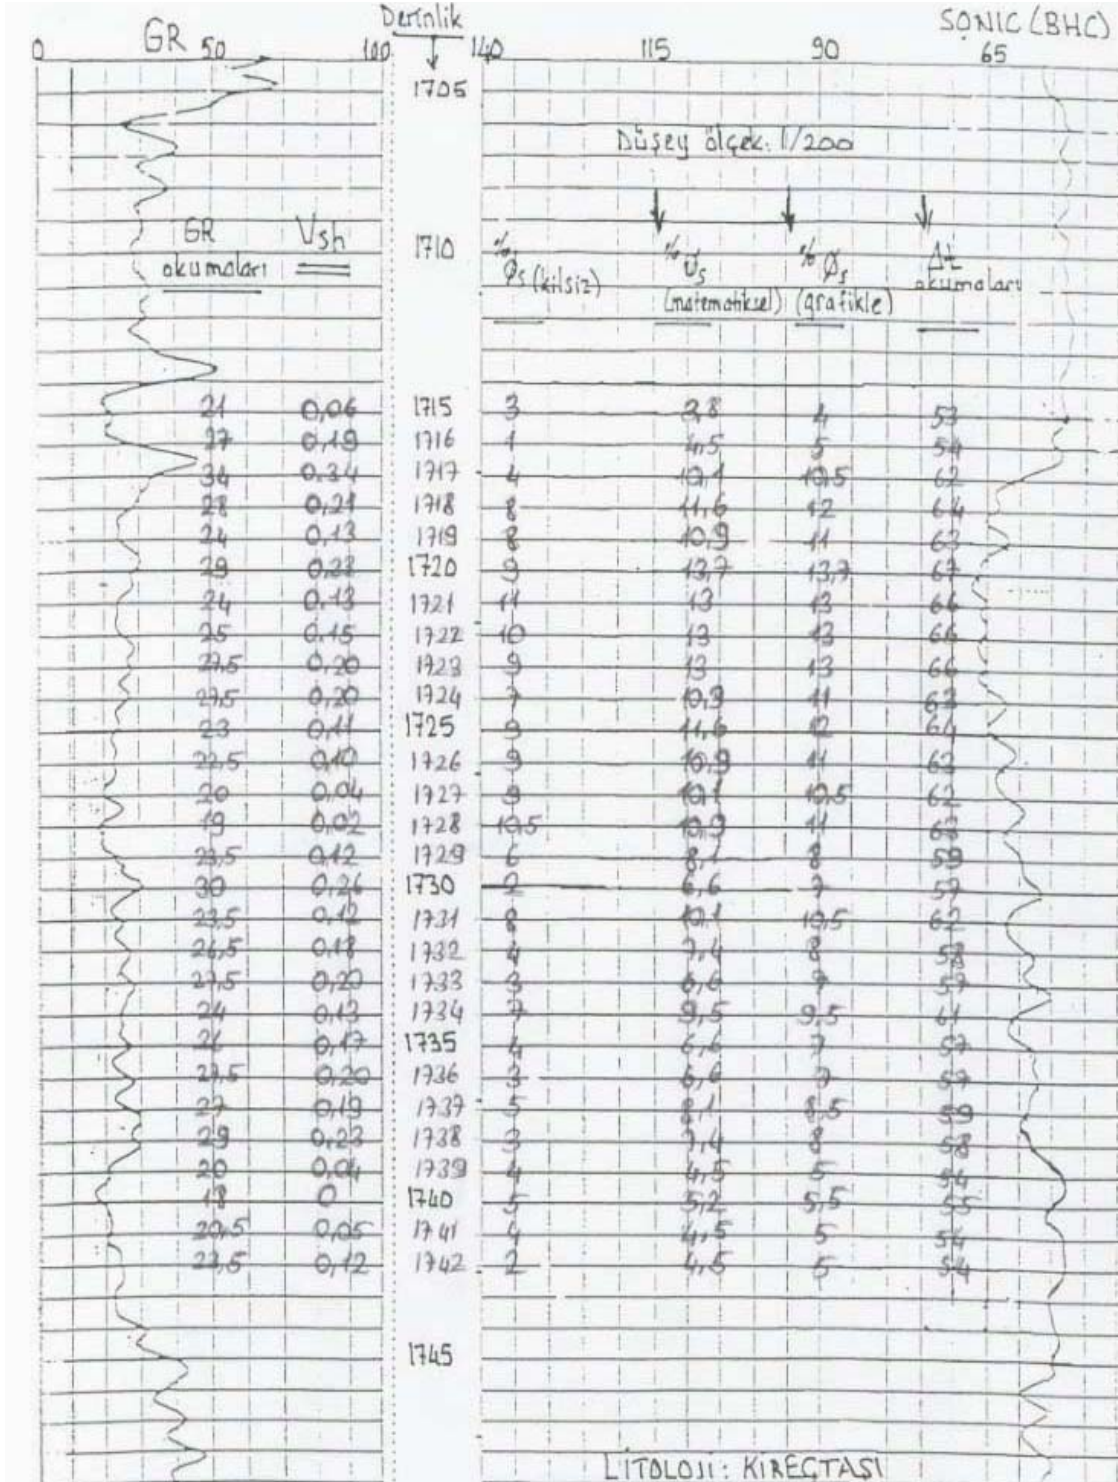 Derinlik
GR SONIC (BHC)
0 50 100 140 115 90 65
1705
Düşey ölçek: 1/200
GR Vsh 1710 % Øs (kilsiz) % Øs % Øs Δt
okumaları (matematiksel) (grafikle) okumaları
21 0,06 1715 3 2,8 4 53
27 0,19 1716 1 4,5 5 54
34 0.34 1717 4 10,1 10,5 62
28 0,21 1718 8 11,6 12 64
24 0,13 1719 8 10,9 11 63
29 0,23 1720 9 13,7 13,7 67
24 0.13 1721 11 13 13 66
25 0.15 1722 10 13 13 66
27,5 0,20 1723 9 13 13 66
27,5 0,20 1724 7 10,9 11 63
23 0,11 1725 9 11,6 12 64
22,5 0,10 1726 9 10,9 11 63
20 0,04 1727 9 10,1 10,5 62
19 0,02 1728 10,5 10,9 11 63
23,5 0,12 1729 6 8,1 8 59
30 0,26 1730 2 6,6 7 57
23,5 0,12 1731 8 10,1 10,5 62
26,5 0,18 1732 4 7,4 8 58
27,5 0,20 1733 3 6,6 7 57
24 0,13 1734 7 9,5 9,5 61
26 0,17 1735 4 6,6 7 57
27,5 0,20 1736 3 6,6 7 57
27 0,19 1737 5 8,1 8,5 59
29 0,23 1738 3 7,4 8 58
20 0,04 1739 4 4,5 5 54
18 0 1740 5 5,2 5,5 55
20,5 0,05 1741 4 4,5 5 54
23,5 0,12 1742 2 4,5 5 54
1745
LİTOLOJİ: KİREÇTAŞI